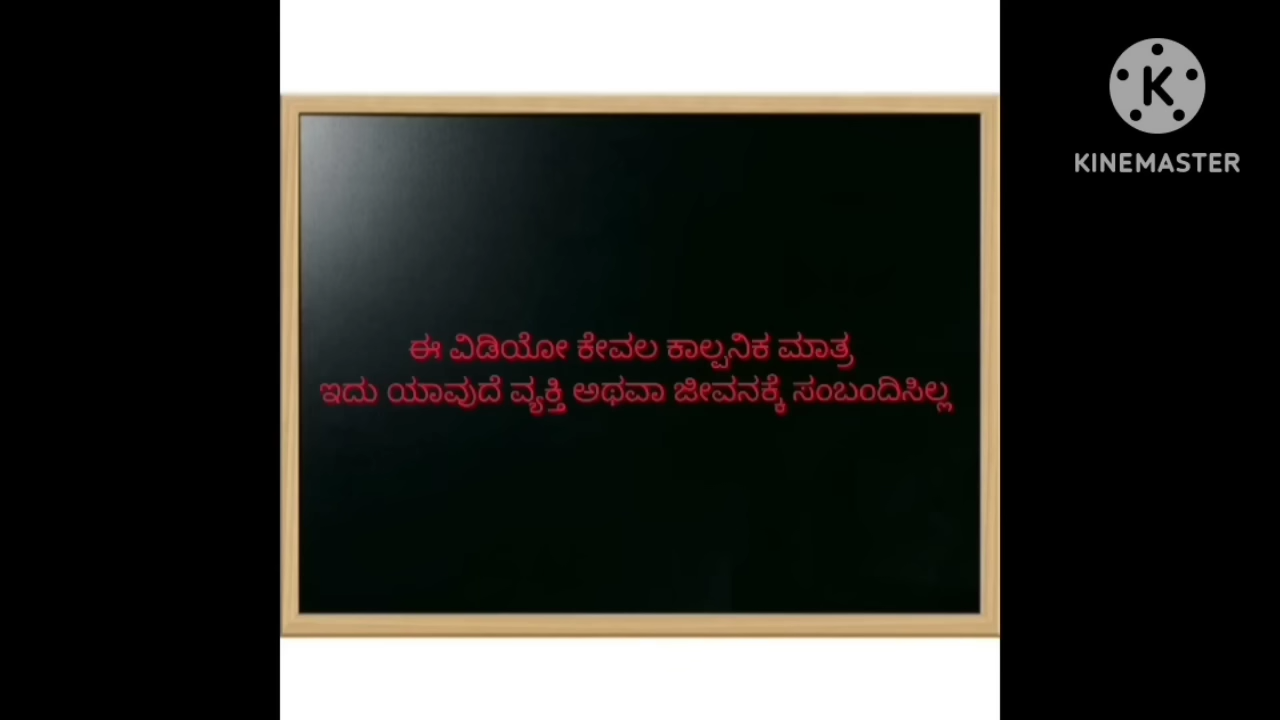 KINEMASTER
ಈ ವಿಡಿಯೋ ಕೇವಲ ಕಾಲ್ಪನಿಕ ಮಾತ್ರ
ಇದು ಯಾವುದೆ ವ್ಯಕ್ತಿ ಅಥವಾ ಜೀವನಕ್ಕೆ ಸಂಬಂದಿಸಿಲ್ಲ